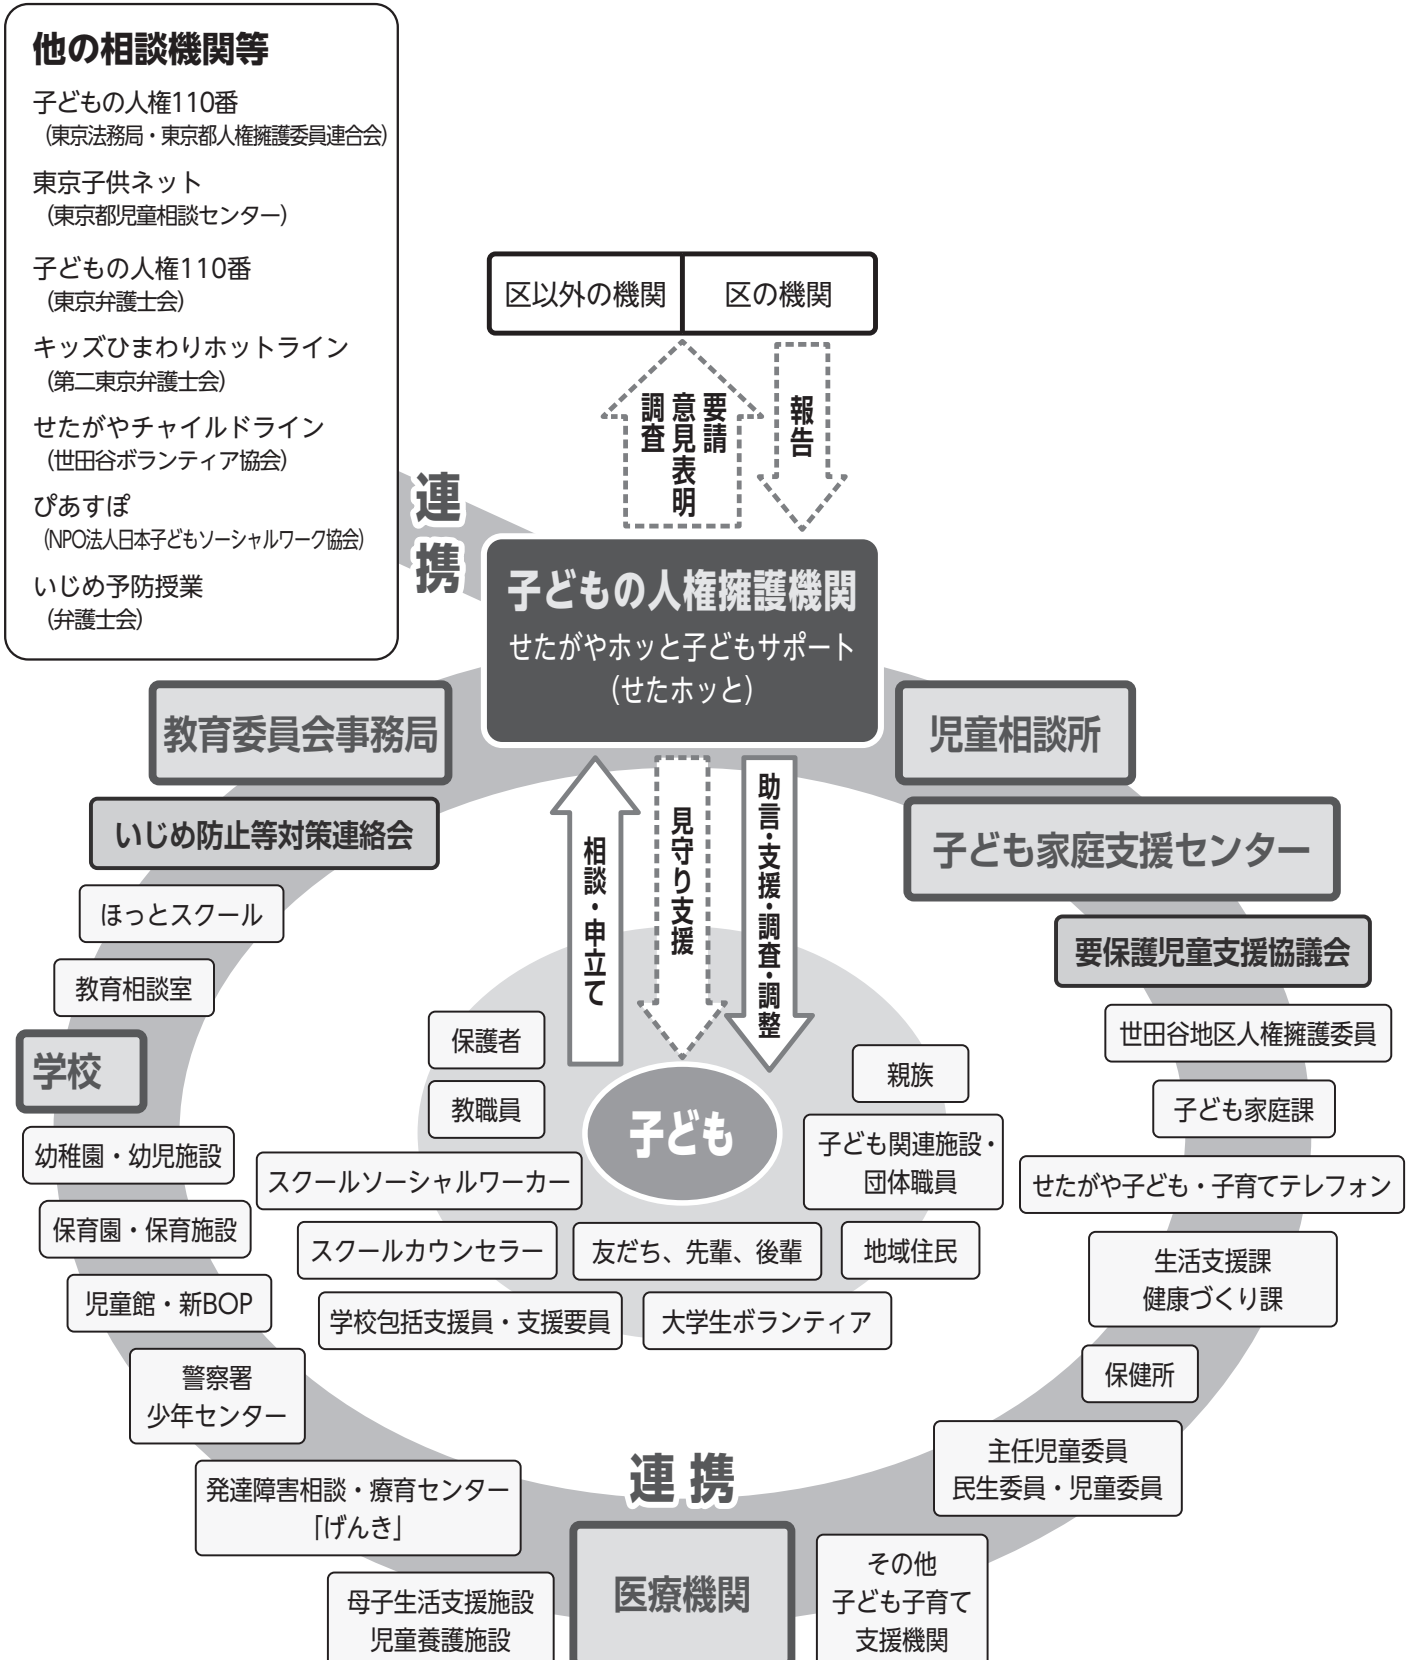 他の相談機関等
子どもの人権110番
（東京法務局・東京都人権擁護委員連合会）
東京子供ネット
（東京都児童相談センター）
子どもの人権110番
（東京弁護士会）
キッズひまわりホットライン
（第二東京弁護士会）
せたがやチャイルドライン
（世田谷ボランティア協会）
ぴあすぽ
（NPO法人日本子どもソーシャルワーク協会）
いじめ予防授業
（弁護士会）
連携
区以外の機関
区の機関
要請
意見表明
調査
報告
子どもの人権擁護機関
せたがやホッと子どもサポート
（せたホッと）
教育委員会事務局
いじめ防止等対策連絡会
ほっとスクール
教育相談室
学校
幼稚園・幼児施設
保育園・保育施設
児童館・新BOP
警察署
少年センター
発達障害相談・療育センター
「げんき」
母子生活支援施設
児童養護施設
児童相談所
子ども家庭支援センター
要保護児童支援協議会
世田谷地区人権擁護委員
子ども家庭課
せたがや子ども・子育てテレフォン
生活支援課
健康づくり課
保健所
主任児童委員
民生委員・児童委員
その他
子ども子育て
支援機関
相談・申立て
見守り支援
助言・支援・調査・調整
子ども
保護者
教職員
スクールソーシャルワーカー
スクールカウンセラー
学校包括支援員・支援要員
友だち、先輩、後輩
大学生ボランティア
親族
子ども関連施設・
団体職員
地域住民
連携
医療機関